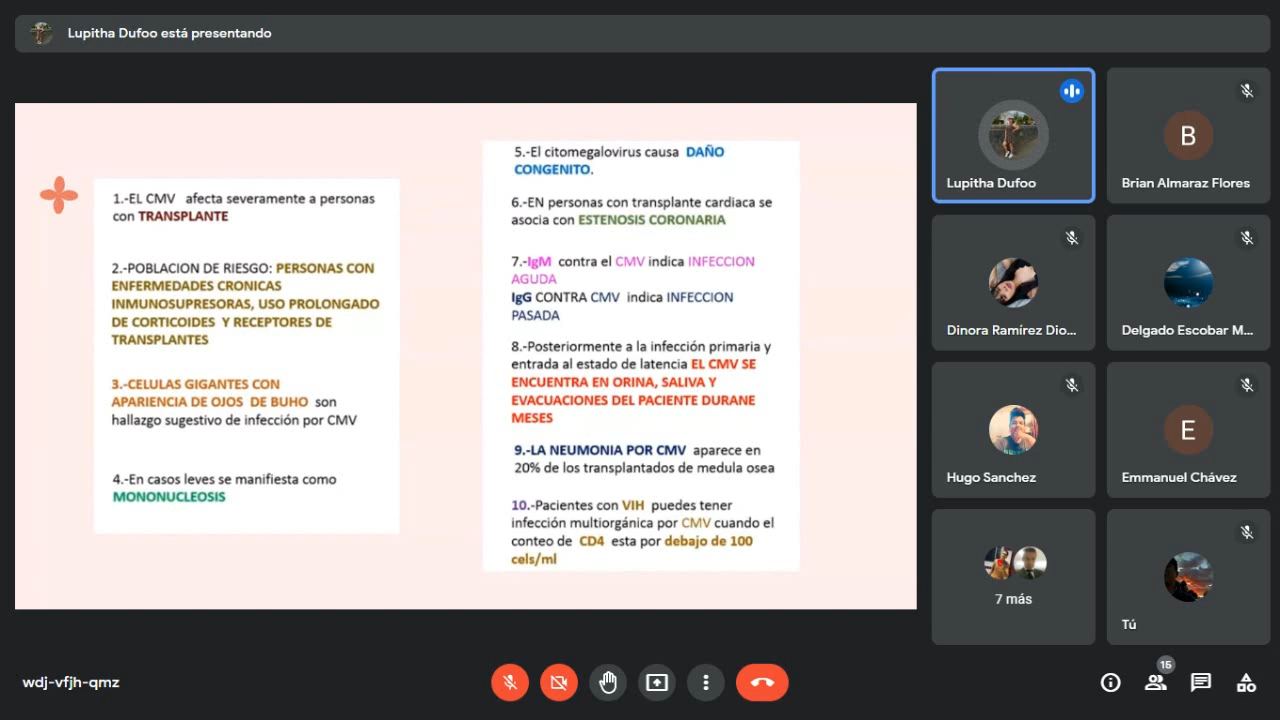 Lupitha Dufoo está presentando
1.-EL CMV afecta severamente a personas
con TRANSPLANTE
2.-POBLACION DE RIESGO: PERSONAS CON
ENFERMEDADES CRONICAS
INMUNOSUPRESORAS, USO PROLONGADO
DE CORTICOIDES Y RECEPTORES DE
TRANSPLANTES
3.-CELULAS GIGANTES CON
APARIENCIA DE OJOS DE BUHO son
hallazgo sugestivo de infección por CMV
4.-En casos leves se manifiesta como
MONONUCLEOSIS
5.-El citomegalovirus causa DAÑO
CONGENITO.
6.-EN personas con transplante cardiaca se
asocia con ESTENOSIS CORONARIA
7.-IgM contra el CMV indica INFECCION
AGUDA
IgG CONTRA CMV indica INFECCION
PASADA
8.-Posteriormente a la infección primaria y
entrada al estado de latencia EL CMV SE
ENCUENTRA EN ORINA, SALIVA Y
EVACUACIONES DEL PACIENTE DURANE
MESES
9.-LA NEUMONIA POR CMV aparece en
20% de los transplantados de medula osea
10.-Pacientes con VIH puedes tener
infección multiorgánica por CMV cuando el
conteo de CD4 esta por debajo de 100
cels/ml
Lupitha Dufoo
B
Brian Almaraz Flores
Dinora Ramírez Dio...
Delgado Escobar M...
Hugo Sanchez
E
Emmanuel Chávez
7 más
Tú
wdj-vfjh-qmz
15